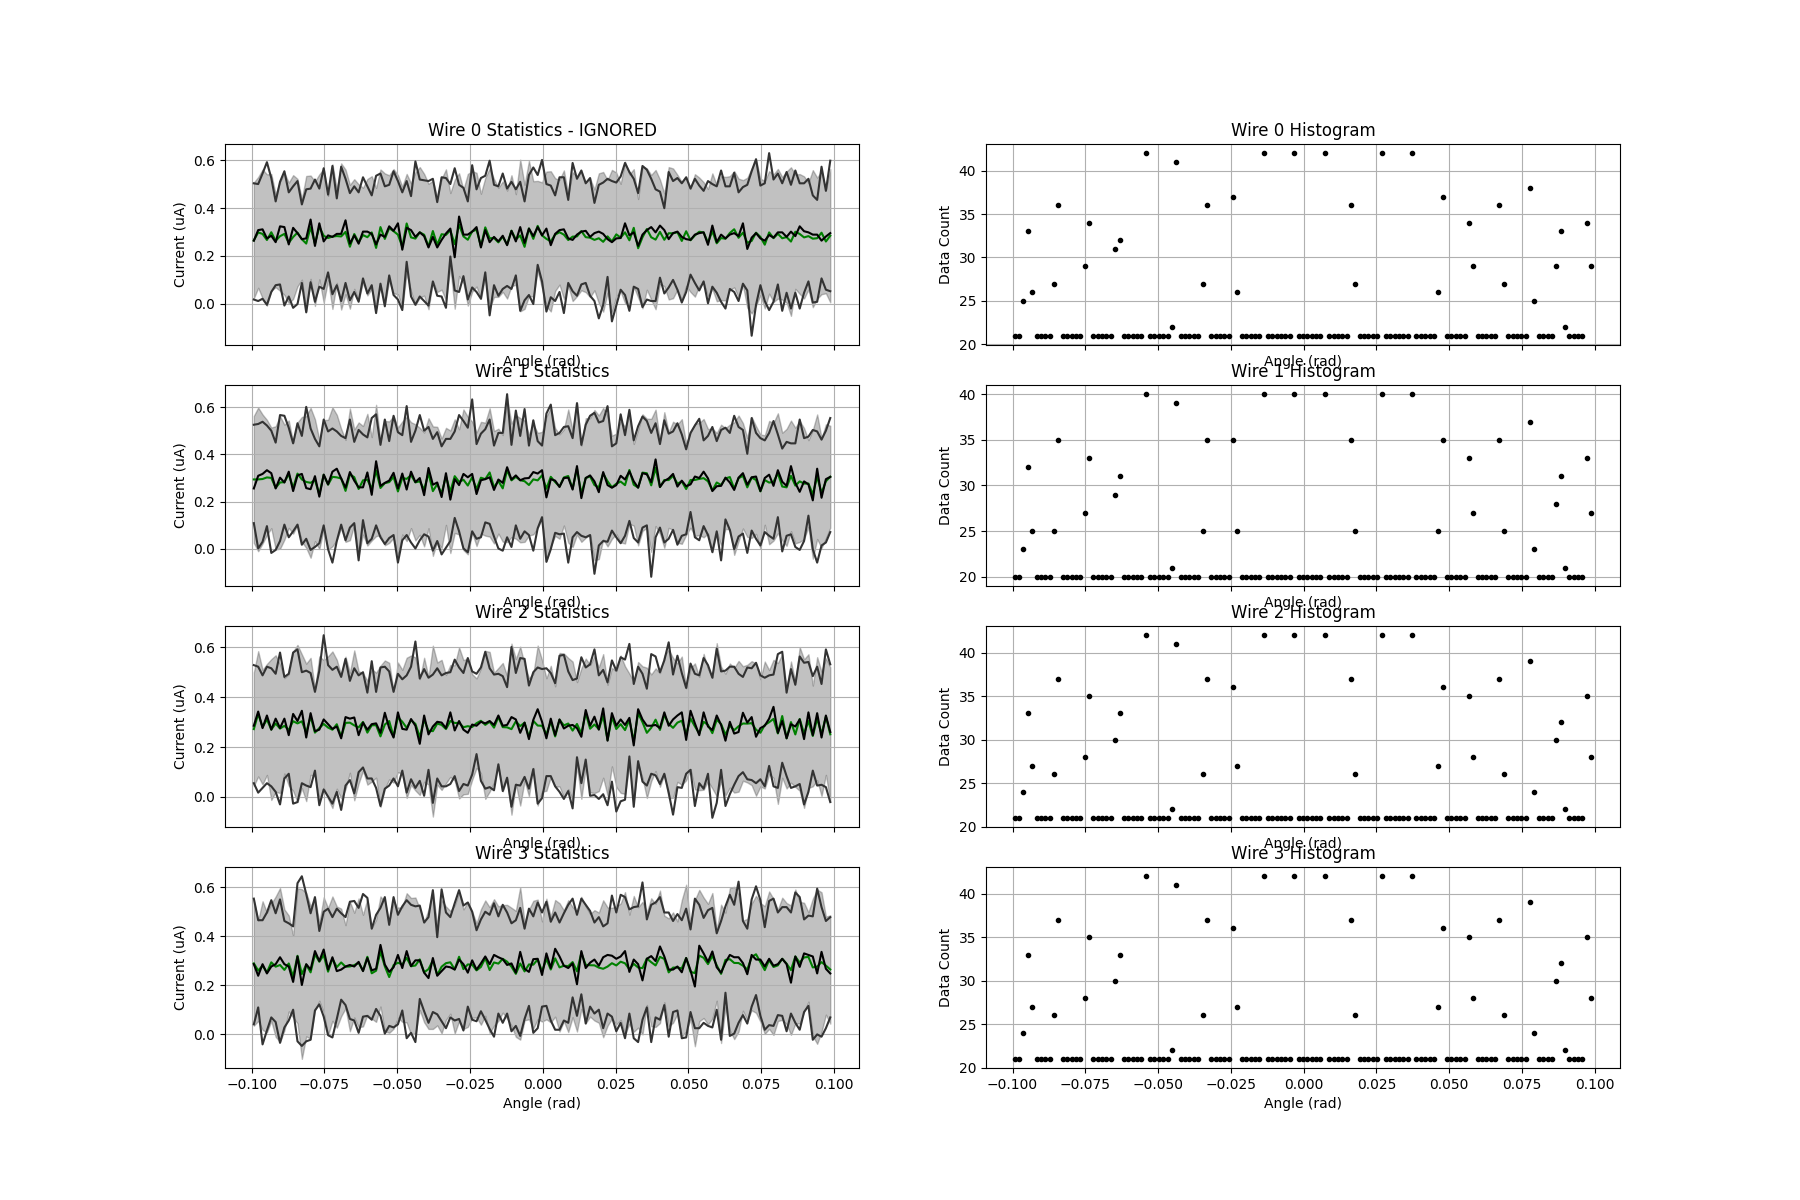 Wire 0 Statistics - IGNORED
Current (uA)
0.6
0.4
0.2
0.0
Angle (rad)
Wire 0 Histogram
Data Count
40
35
30
25
20
Angle (rad)
Wire 1 Statistics
Current (uA)
0.6
0.4
0.2
0.0
Angle (rad)
Wire 1 Histogram
Data Count
40
35
30
25
20
Angle (rad)
Wire 2 Statistics
Current (uA)
0.6
0.4
0.2
0.0
Angle (rad)
Wire 2 Histogram
Data Count
40
35
30
25
20
Angle (rad)
Wire 3 Statistics
Current (uA)
0.6
0.4
0.2
0.0
−0.100 −0.075 −0.050 −0.025 0.000 0.025 0.050 0.075 0.100
Angle (rad)
Wire 3 Histogram
Data Count
40
35
30
25
20
−0.100 −0.075 −0.050 −0.025 0.000 0.025 0.050 0.075 0.100
Angle (rad)